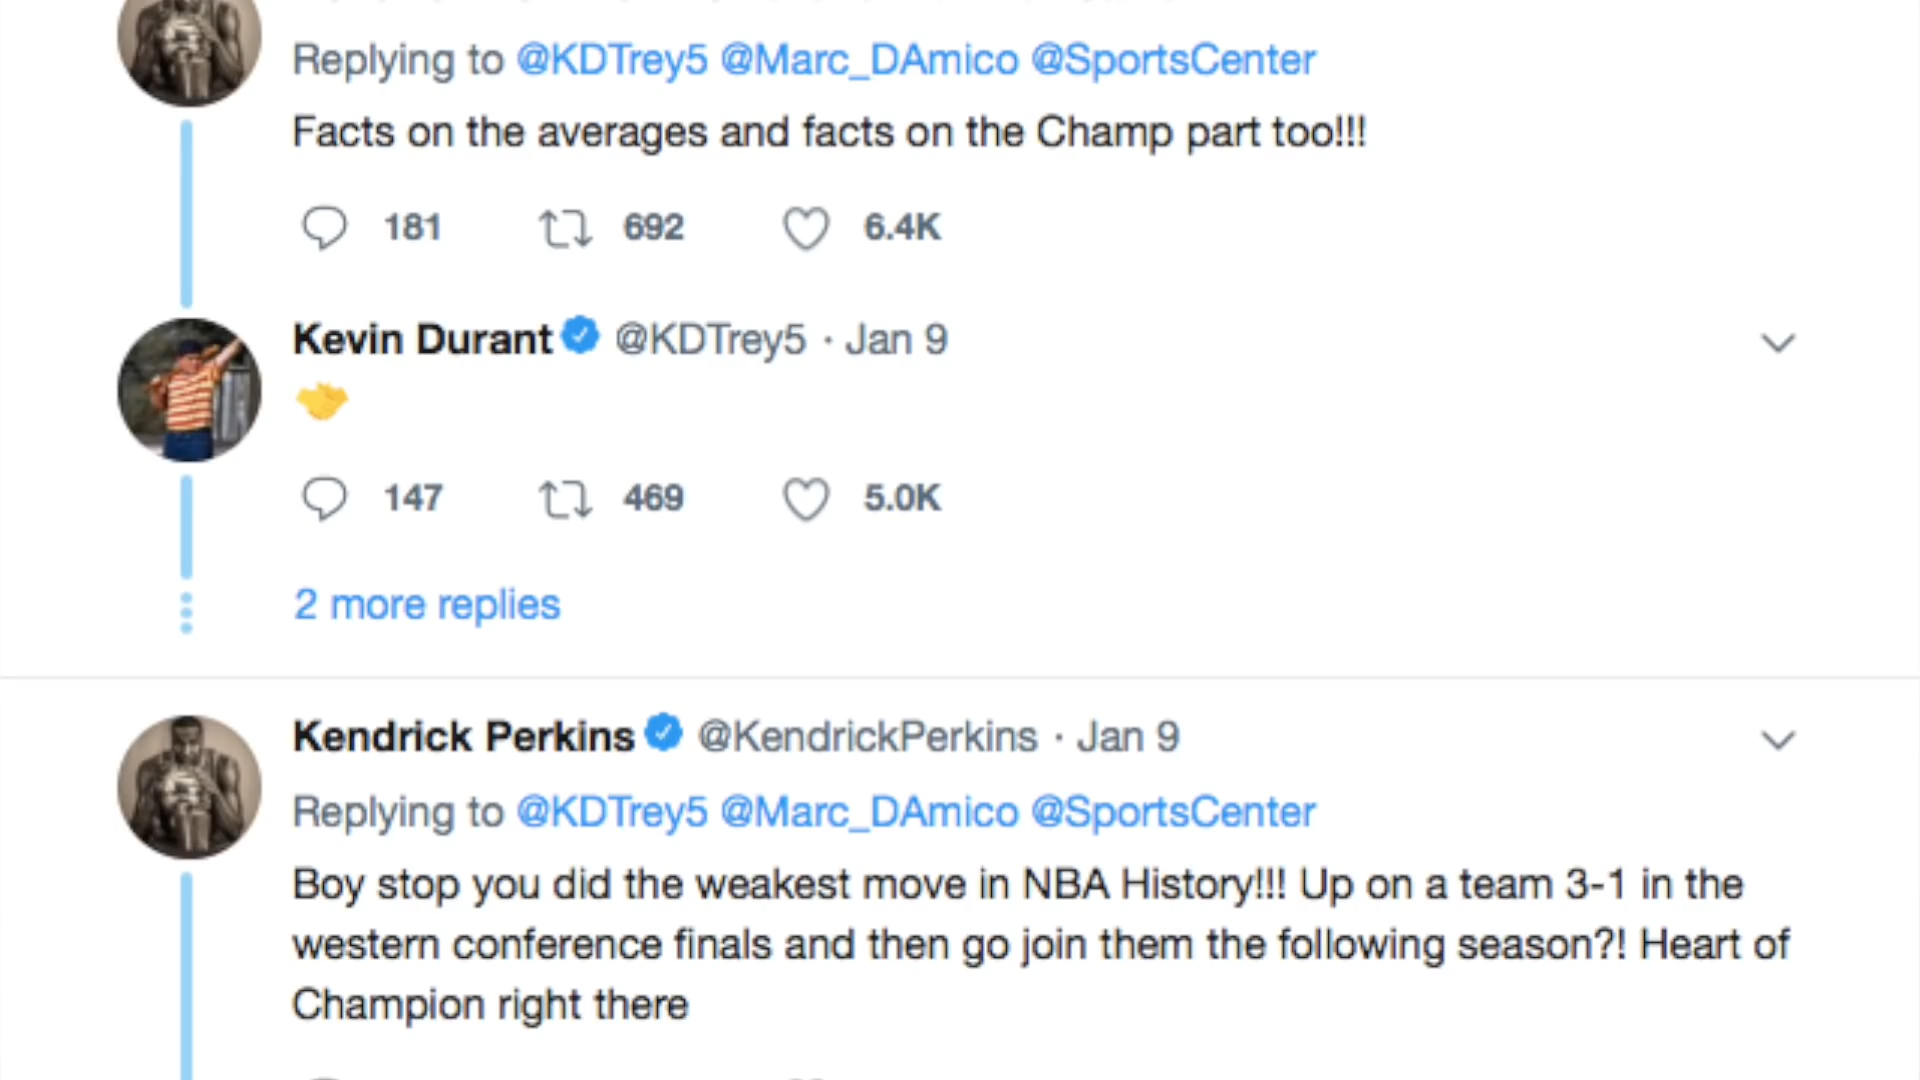 Replying to @KDTrey5 @Marc_DAmico @SportsCenter
Facts on the averages and facts on the Champ part too!!!
181 692 6.4K
Kevin Durant @KDTrey5 · Jan 9
🤝
147 469 5.0K
2 more replies
Kendrick Perkins @KendrickPerkins · Jan 9
Replying to @KDTrey5 @Marc_DAmico @SportsCenter
Boy stop you did the weakest move in NBA History!!! Up on a team 3-1 in the
western conference finals and then go join them the following season?! Heart of
Champion right there